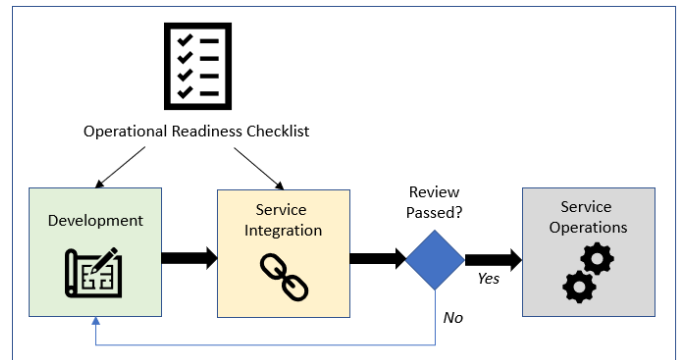 Operational Readiness Checklist
Development
Service
Integration
Review
Passed?
Yes
No
Service
Operations